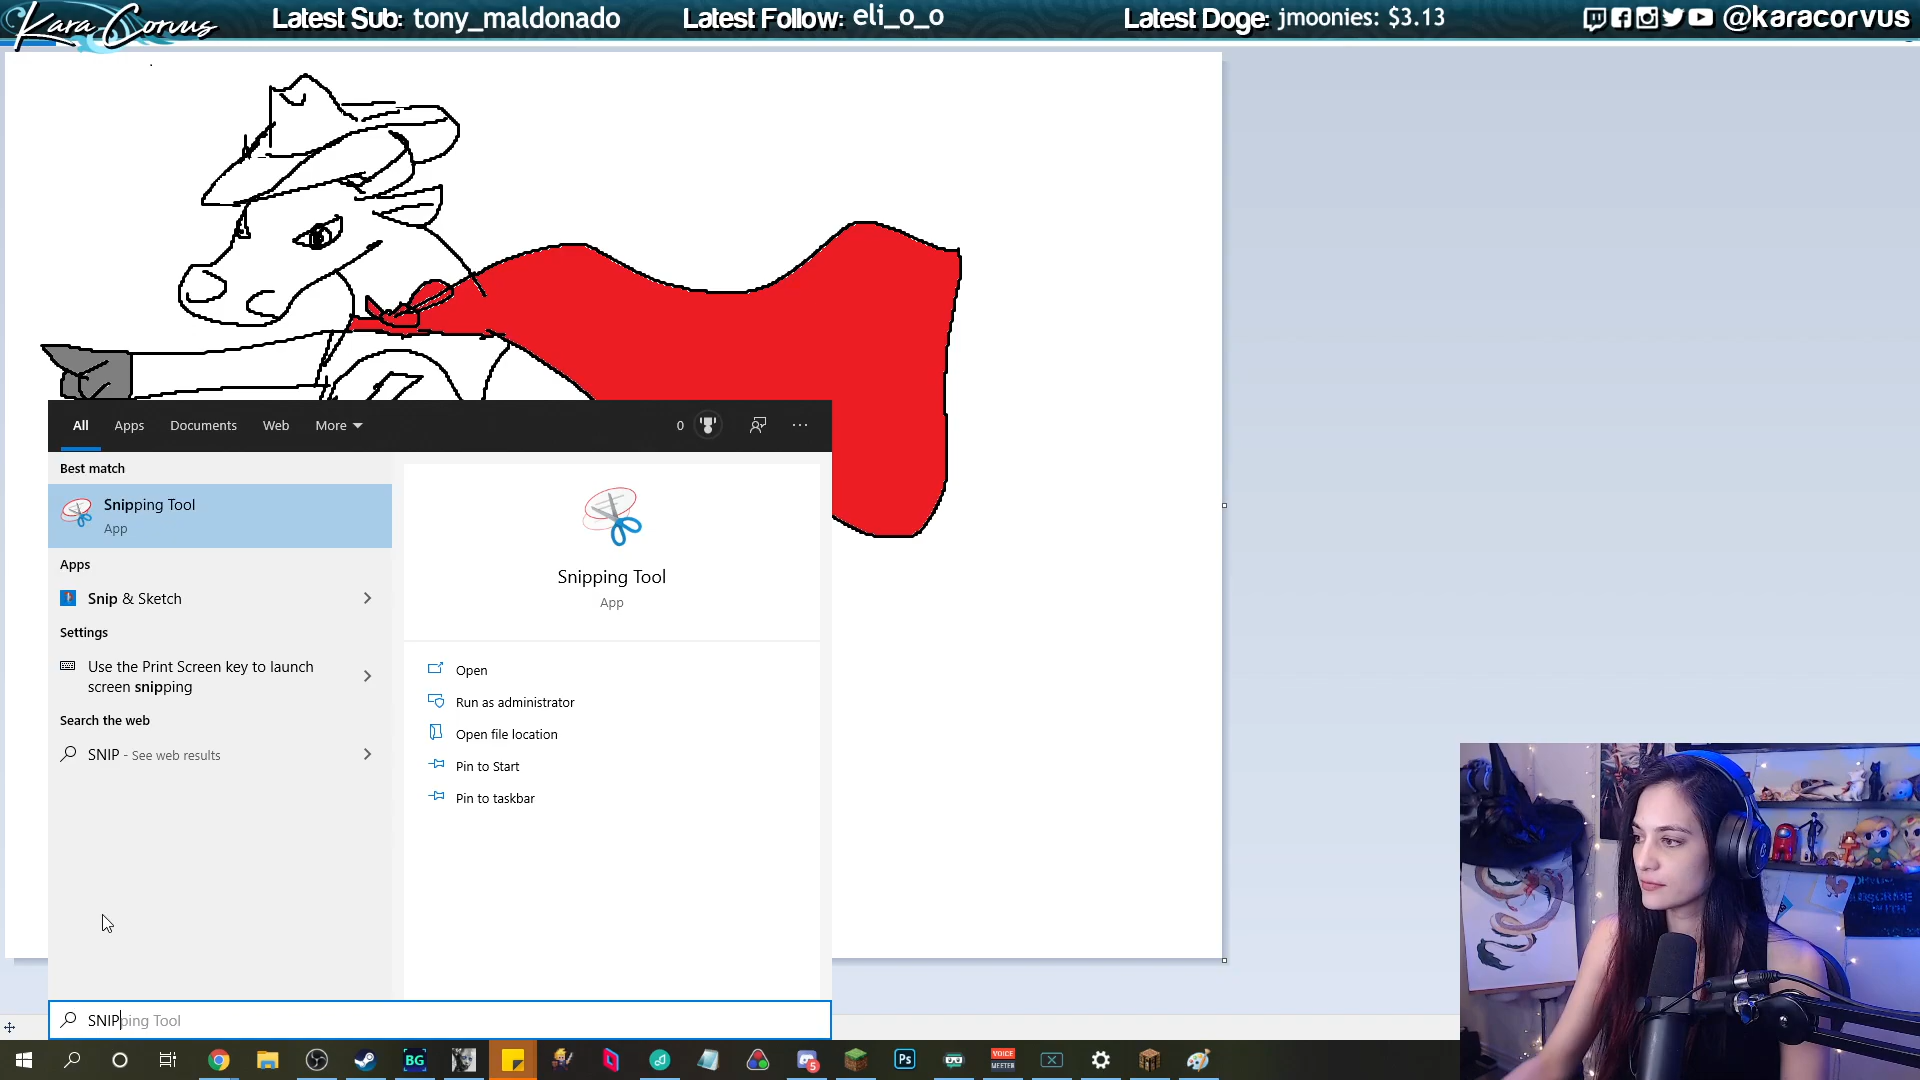 Kara Corvus
Latest Sub: tony_maldonado
Latest Follow: eli_o_o
Latest Doge: jmoonies: $3.13
@karacorvus
All
Apps
Documents
Web
More
0
Best match
Snipping Tool
App
Apps
Snip & Sketch
Settings
Use the Print Screen key to launch
screen snipping
Search the web
SNIP - See web results
Snipping Tool
App
Open
Run as administrator
Open file location
Pin to Start
Pin to taskbar
SNIPping Tool
BG
5
Ps
VOICE
MEETER
SUBSCRIBE
WITH